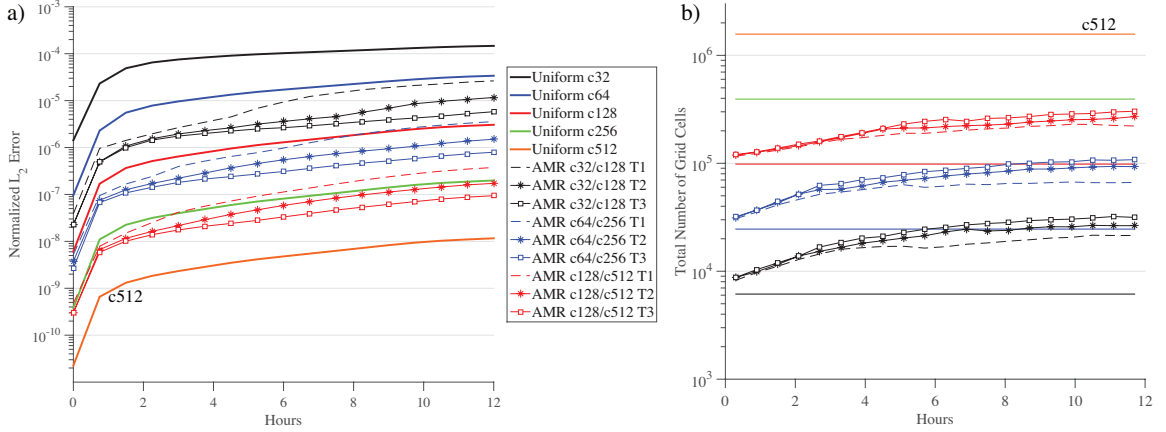 a)
10^-3
10^-4
10^-5
10^-6
10^-7
10^-8
10^-9
10^-10
Normalized L_2 Error
c512
0 2 4 6 8 10 12
Hours
Uniform c32
Uniform c64
Uniform c128
Uniform c256
Uniform c512
AMR c32/c128 T1
AMR c32/c128 T2
AMR c32/c128 T3
AMR c64/c256 T1
AMR c64/c256 T2
AMR c64/c256 T3
AMR c128/c512 T1
AMR c128/c512 T2
AMR c128/c512 T3
b)
c512
10^6
10^5
10^4
10^3
Total Number of Grid Cells
0 2 4 6 8 10 12
Hours